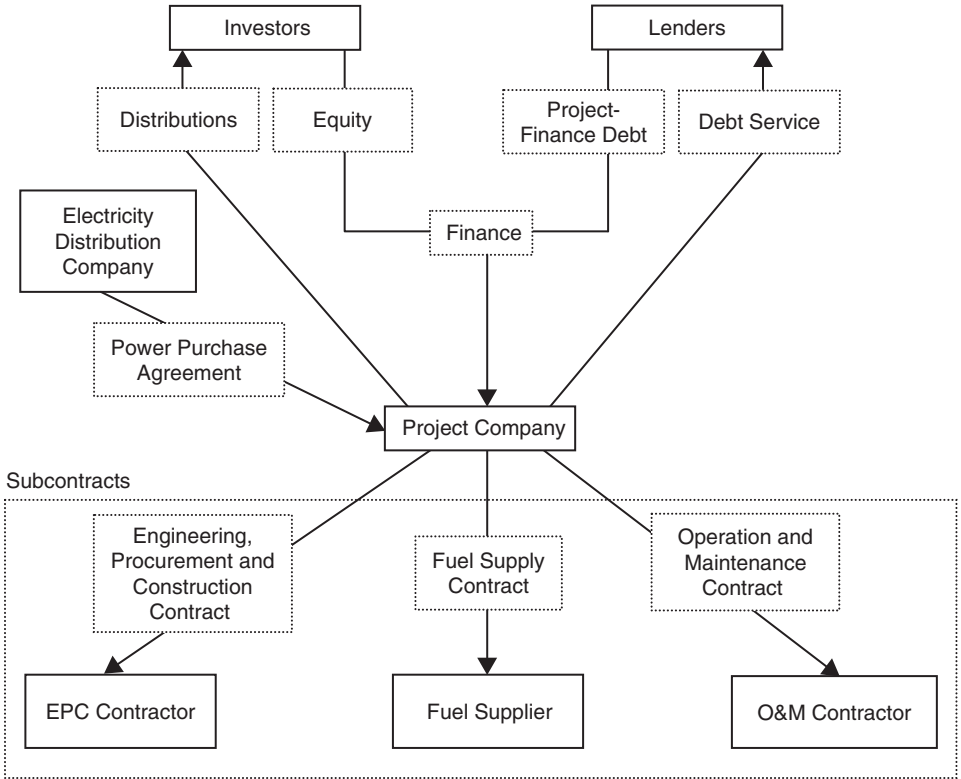 Investors
Lenders
Distributions
Equity
Project-
Finance Debt
Debt Service
Electricity
Distribution
Company
Finance
Power Purchase
Agreement
Project Company
Subcontracts
Engineering,
Procurement and
Construction
Contract
Fuel Supply
Contract
Operation and
Maintenance
Contract
EPC Contractor
Fuel Supplier
O&M Contractor